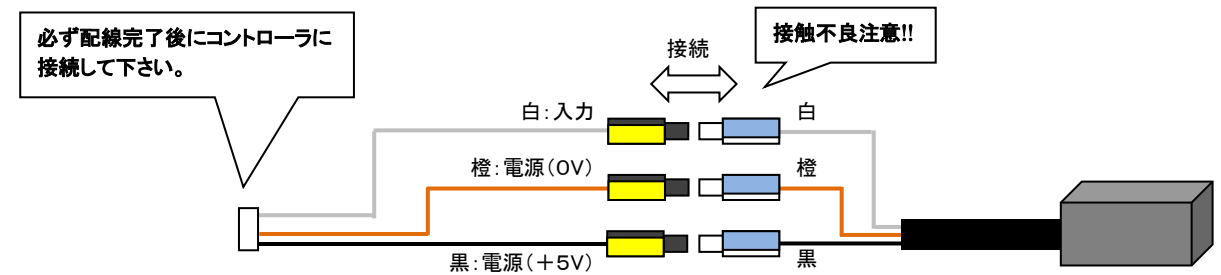 必ず配線完了後にコントローラに
接続して下さい。
接続
接触不良注意!!
白:入力
白
橙:電源(0V)
橙
黒:電源(+5V)
黒